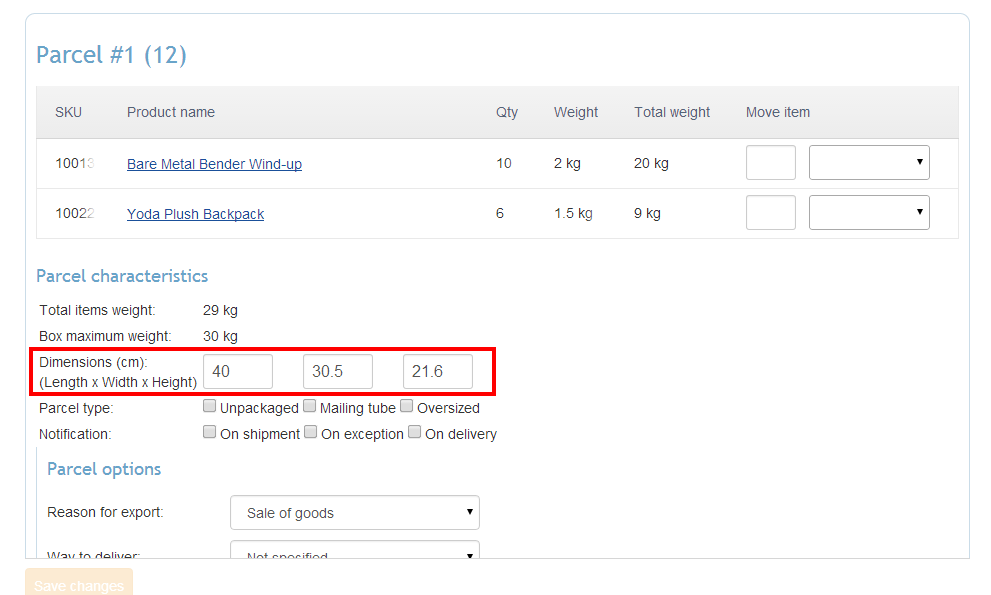 Parcel #1 (12)
SKU Product name Qty Weight Total weight Move item
10013 Bare Metal Bender Wind-up 10 2 kg 20 kg
10022 Yoda Plush Backpack 6 1.5 kg 9 kg
Parcel characteristics
Total items weight: 29 kg
Box maximum weight: 30 kg
Dimensions (cm):
(Length x Width x Height) 40 30.5 21.6
Parcel type: Unpackaged Mailing tube Oversized
Notification: On shipment On exception On delivery
Parcel options
Reason for export: Sale of goods
Way to deliver: Not specified
Save changes